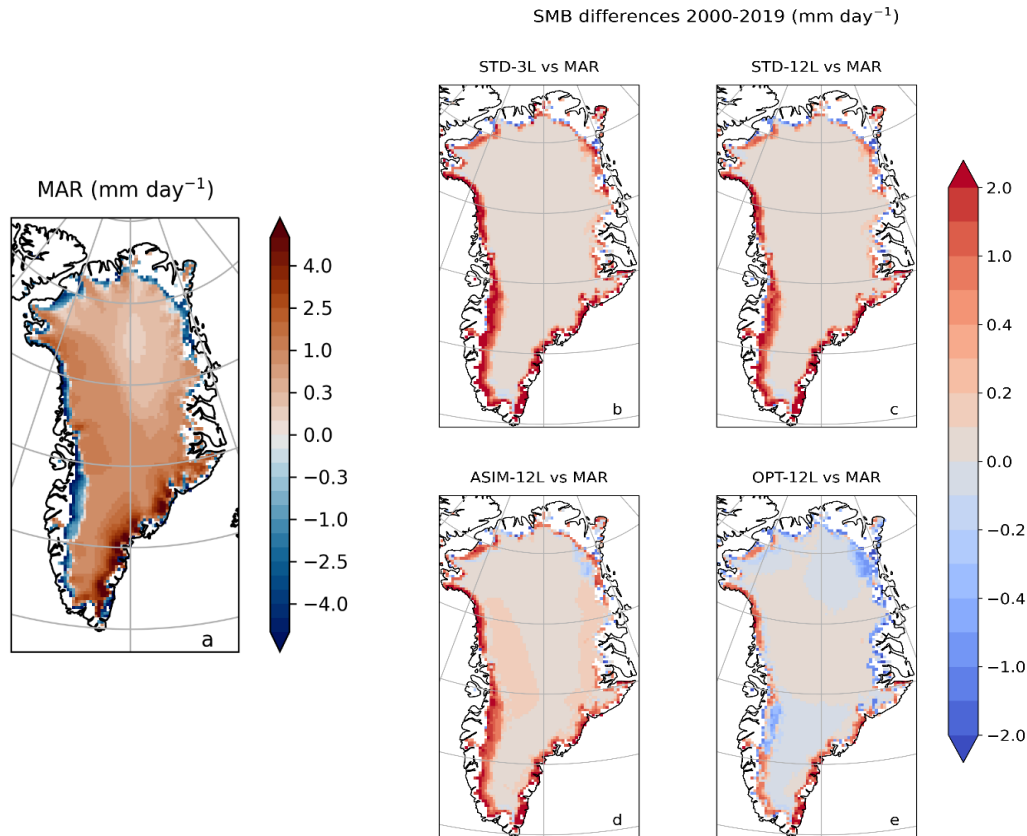 SMB differences 2000-2019 (mm day⁻¹)
STD-3L vs MAR
STD-12L vs MAR
MAR (mm day⁻¹)
4.0
2.5
1.0
0.3
0.0
−0.3
−1.0
−2.5
−4.0
a
b
c
2.0
1.0
0.4
0.2
0.0
−0.2
−0.4
−1.0
−2.0
ASIM-12L vs MAR
OPT-12L vs MAR
d
e